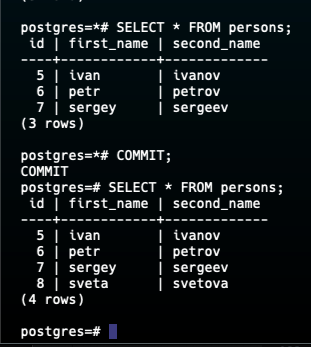 postgres=*# SELECT * FROM persons;
 id | first_name | second_name
----+------------+-------------
  5 | ivan       | ivanov
  6 | petr       | petrov
  7 | sergey     | sergeev
(3 rows)

postgres=*# COMMIT;
COMMIT
postgres=# SELECT * FROM persons;
 id | first_name | second_name
----+------------+-------------
  5 | ivan       | ivanov
  6 | petr       | petrov
  7 | sergey     | sergeev
  8 | sveta      | svetova
(4 rows)

postgres=#